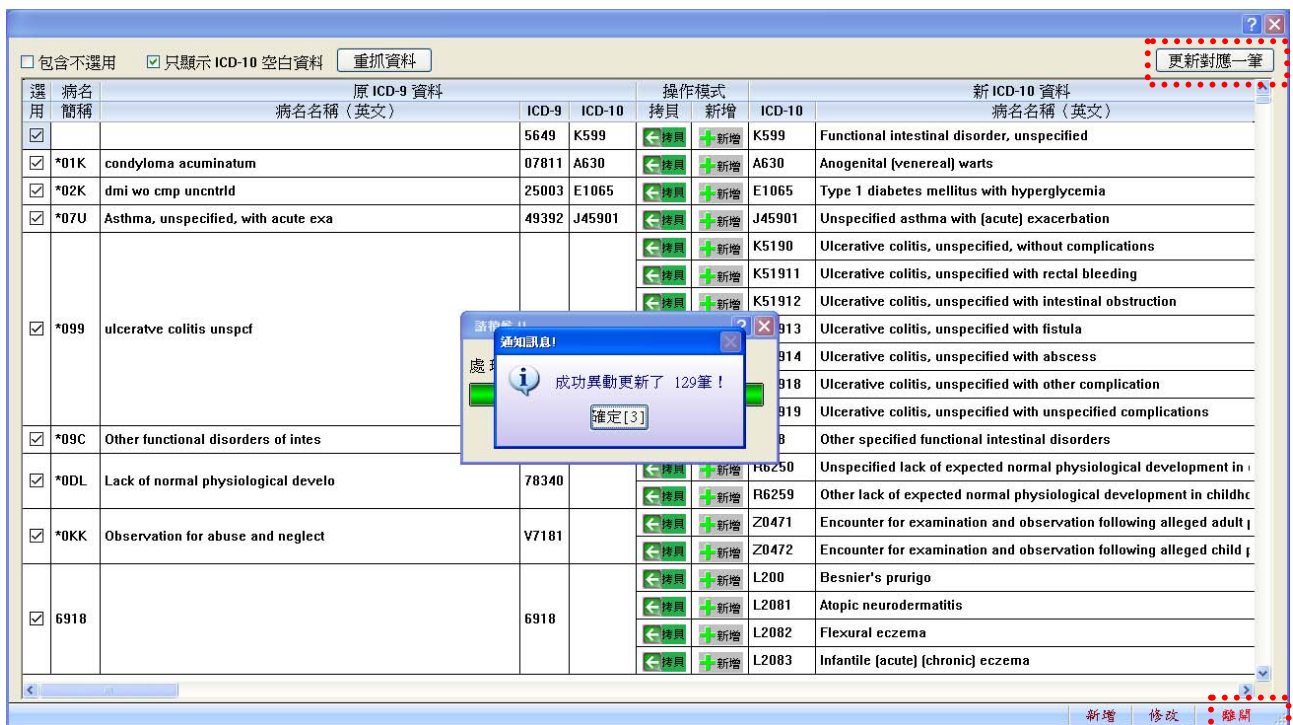 包含不選用 只顯示 ICD-10 空白資料 重抓資料 更新對應一筆
選用 病名簡稱 原 ICD-9 資料 操作模式 新 ICD-10 資料
病名名稱（英文） ICD-9 ICD-10 拷貝 新增 ICD-10 病名名稱（英文）
5649 K599 拷貝 新增 K599 Functional intestinal disorder, unspecified
*01K condyloma acuminatum 07811 A630 拷貝 新增 A630 Anogenital (venereal) warts
*02K dmi wo cmp uncntrld 25003 E1065 拷貝 新增 E1065 Type 1 diabetes mellitus with hyperglycemia
*07U Asthma, unspecified, with acute exa 49392 J45901 拷貝 新增 J45901 Unspecified asthma with (acute) exacerbation
拷貝 新增 K5190 Ulcerative colitis, unspecified, without complications
拷貝 新增 K51911 Ulcerative colitis, unspecified with rectal bleeding
拷貝 新增 K51912 Ulcerative colitis, unspecified with intestinal obstruction
*099 ulceratve colitis unspcf 913 Ulcerative colitis, unspecified with fistula
914 Ulcerative colitis, unspecified with abscess
918 Ulcerative colitis, unspecified with other complication
919 Ulcerative colitis, unspecified with unspecified complications
通知訊息!
處理
成功異動更新了 129筆！
確定[3]
*09C Other functional disorders of intes 8 Other specified functional intestinal disorders
*0DL Lack of normal physiological develo 78340 拷貝 新增 R6250 Unspecified lack of expected normal physiological development in
拷貝 新增 R6259 Other lack of expected normal physiological development in childhc
*0KK Observation for abuse and neglect V7181 拷貝 新增 Z0471 Encounter for examination and observation following alleged adult
拷貝 新增 Z0472 Encounter for examination and observation following alleged child
6918 6918 拷貝 新增 L200 Besnier's prurigo
拷貝 新增 L2081 Atopic neurodermatitis
拷貝 新增 L2082 Flexural eczema
拷貝 新增 L2083 Infantile (acute) (chronic) eczema
新增 修改 離開